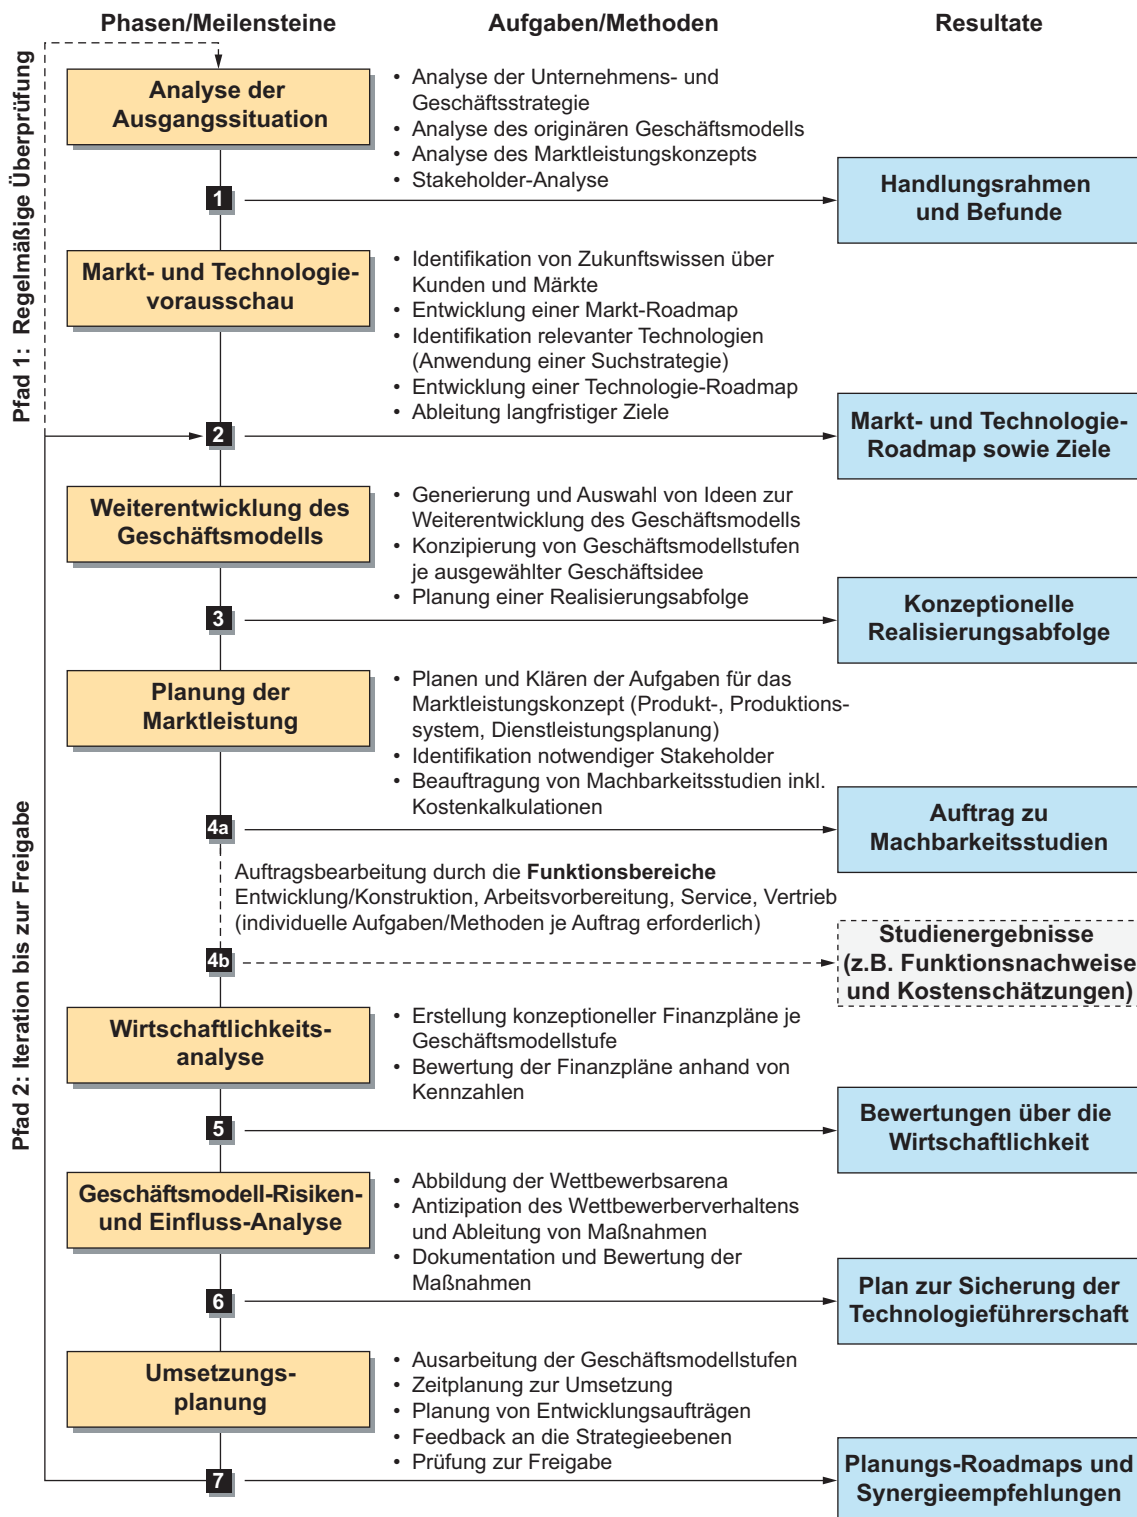 Phasen/Meilensteine
Aufgaben/Methoden
Resultate
Pfad 1: Regelmäßige Überprüfung
Analyse der
Ausgangssituation
• Analyse der Unternehmens- und
Geschäftsstrategie
• Analyse des originären Geschäftsmodells
• Analyse des Marktleistungskonzepts
• Stakeholder-Analyse
1
Handlungsrahmen
und Befunde
Markt- und Technologie-
vorausschau
• Identifikation von Zukunftswissen über
Kunden und Märkte
• Entwicklung einer Markt-Roadmap
• Identifikation relevanter Technologien
(Anwendung einer Suchstrategie)
• Entwicklung einer Technologie-Roadmap
• Ableitung langfristiger Ziele
2
Markt- und Technologie-
Roadmap sowie Ziele
Pfad 2: Iteration bis zur Freigabe
Weiterentwicklung des
Geschäftsmodells
• Generierung und Auswahl von Ideen zur
Weiterentwicklung des Geschäftsmodells
• Konzipierung von Geschäftsmodellstufen
je ausgewählter Geschäftsidee
• Planung einer Realisierungsabfolge
3
Konzeptionelle
Realisierungsabfolge
Planung der
Marktleistung
• Planen und Klären der Aufgaben für das
Marktleistungskonzept (Produkt-, Produktions-
system, Dienstleistungsplanung)
• Identifikation notwendiger Stakeholder
• Beauftragung von Machbarkeitsstudien inkl.
Kostenkalkulationen
4a
Auftrag zu
Machbarkeitsstudien
Auftragsbearbeitung durch die Funktionsbereiche
Entwicklung/Konstruktion, Arbeitsvorbereitung, Service, Vertrieb
(individuelle Aufgaben/Methoden je Auftrag erforderlich)
4b
Studienergebnisse
(z.B. Funktionsnachweise
und Kostenschätzungen)
Wirtschaftlichkeits-
analyse
• Erstellung konzeptioneller Finanzpläne je
Geschäftsmodellstufe
• Bewertung der Finanzpläne anhand von
Kennzahlen
5
Bewertungen über die
Wirtschaftlichkeit
Geschäftsmodell-Risiken-
und Einfluss-Analyse
• Abbildung der Wettbewerbsarena
• Antizipation des Wettbewerberverhaltens
und Ableitung von Maßnahmen
• Dokumentation und Bewertung der
Maßnahmen
6
Plan zur Sicherung der
Technologieführerschaft
Umsetzungs-
planung
• Ausarbeitung der Geschäftsmodellstufen
• Zeitplanung zur Umsetzung
• Planung von Entwicklungsaufträgen
• Feedback an die Strategieebenen
• Prüfung zur Freigabe
7
Planungs-Roadmaps und
Synergieempfehlungen